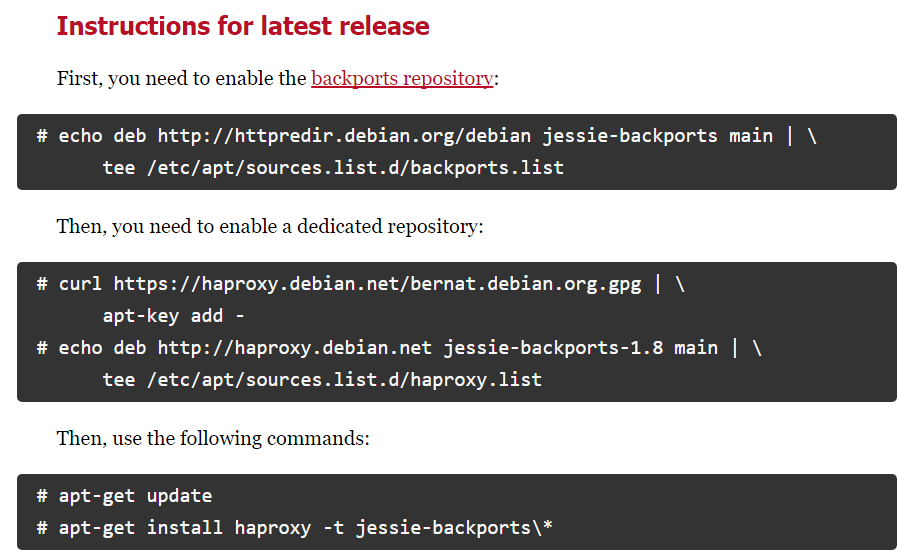 Instructions for latest release
First, you need to enable the backports repository:
# echo deb http://httpredir.debian.org/debian jessie-backports main | \
tee /etc/apt/sources.list.d/backports.list
Then, you need to enable a dedicated repository:
# curl https://haproxy.debian.net/bernat.debian.org.gpg | \
apt-key add -
# echo deb http://haproxy.debian.net jessie-backports-1.8 main | \
tee /etc/apt/sources.list.d/haproxy.list
Then, use the following commands:
# apt-get update
# apt-get install haproxy -t jessie-backports\*